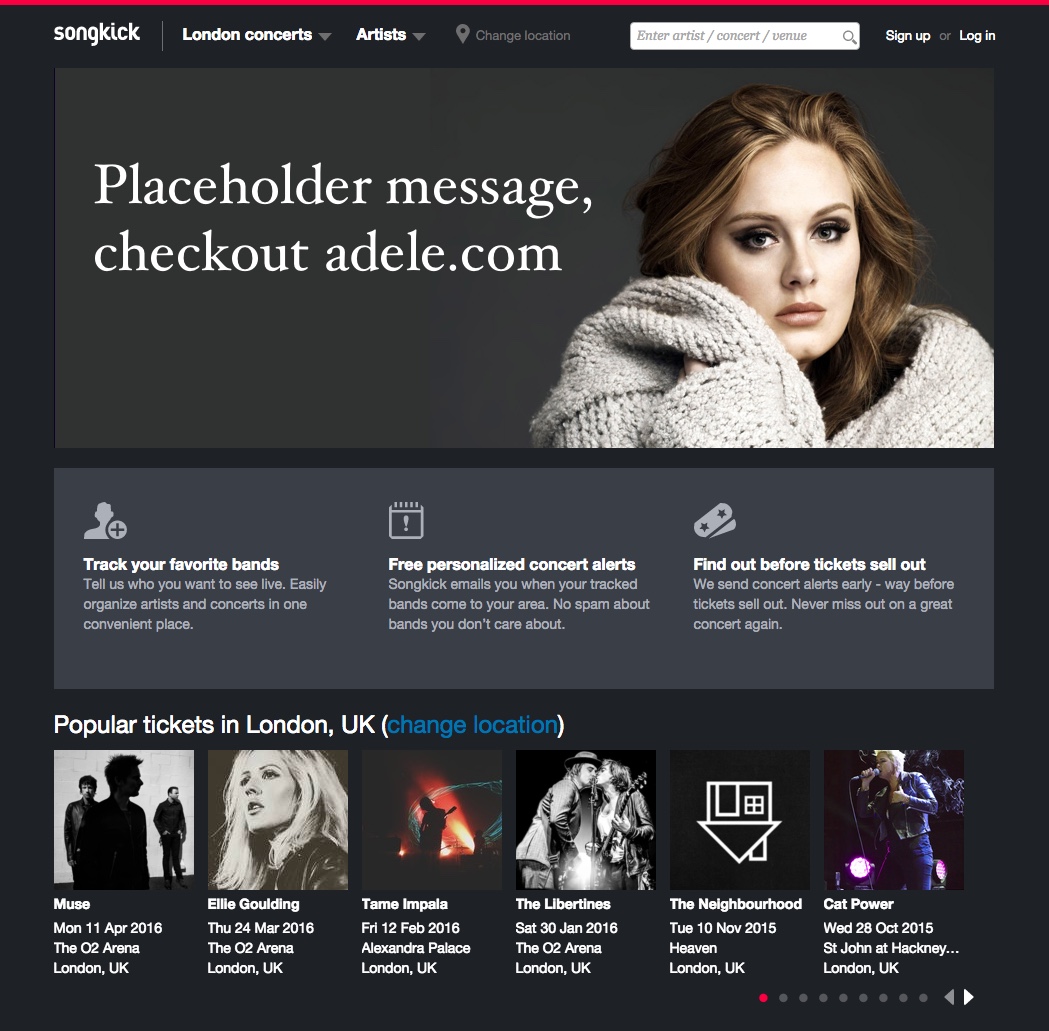 songkick
London concerts
Artists
Change location
Enter artist / concert / venue
Sign up or Log in
Placeholder message,
checkout adele.com
Track your favorite bands
Tell us who you want to see live. Easily
organize artists and concerts in one
convenient place.
Free personalized concert alerts
Songkick emails you when your tracked
bands come to your area. No spam about
bands you don't care about.
Find out before tickets sell out
We send concert alerts early - way before
tickets sell out. Never miss out on a great
concert again.
Popular tickets in London, UK (change location)
Muse
Mon 11 Apr 2016
The O2 Arena
London, UK
Ellie Goulding
Thu 24 Mar 2016
The O2 Arena
London, UK
Tame Impala
Fri 12 Feb 2016
Alexandra Palace
London, UK
The Libertines
Sat 30 Jan 2016
The O2 Arena
London, UK
The Neighbourhood
Tue 10 Nov 2015
Heaven
London, UK
Cat Power
Wed 28 Oct 2015
St John at Hackney...
London, UK